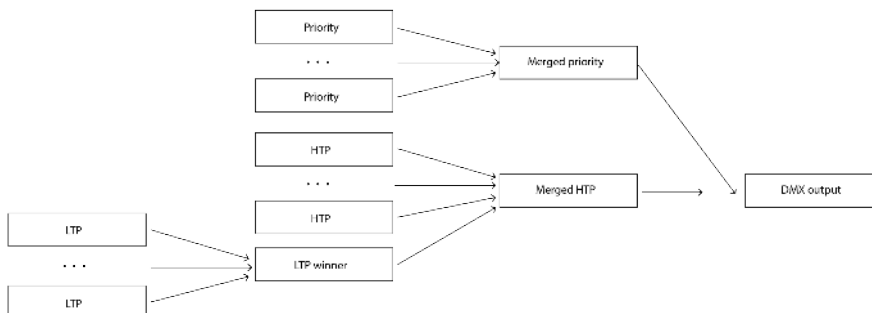 Priority
. . .
Priority
Merged priority
HTP
. . .
HTP
Merged HTP
DMX output
LTP
. . .
LTP
LTP winner